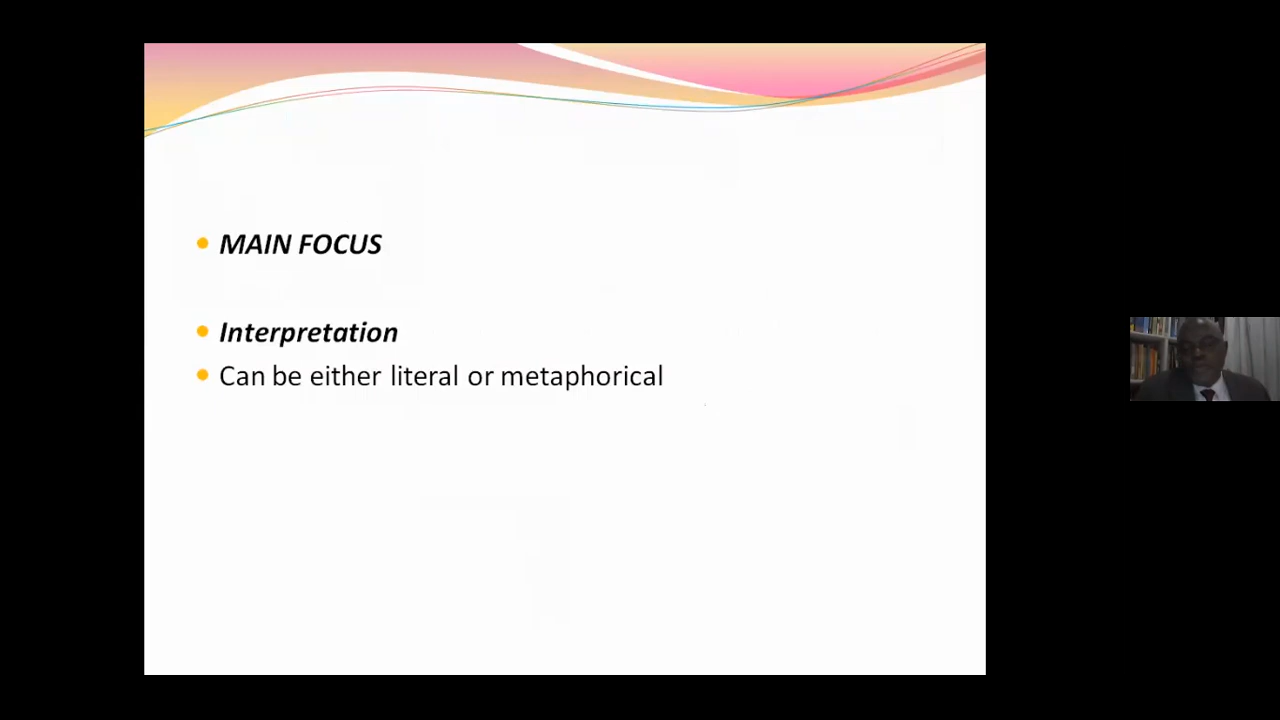 MAIN FOCUS
Interpretation
Can be either literal or metaphorical